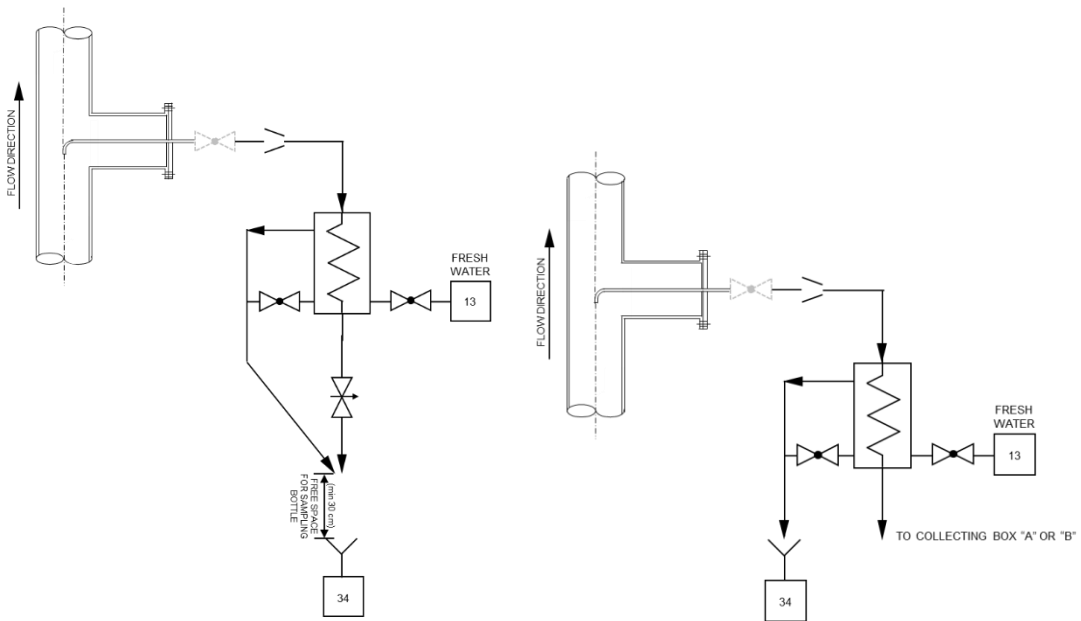 FLOW DIRECTION
FRESH
WATER
13
(min 30 cm)
FREE SPACE
FOR SAMPLING
BOTTLE
34
FLOW DIRECTION
FRESH
WATER
13
TO COLLECTING BOX "A" OR "B"
34